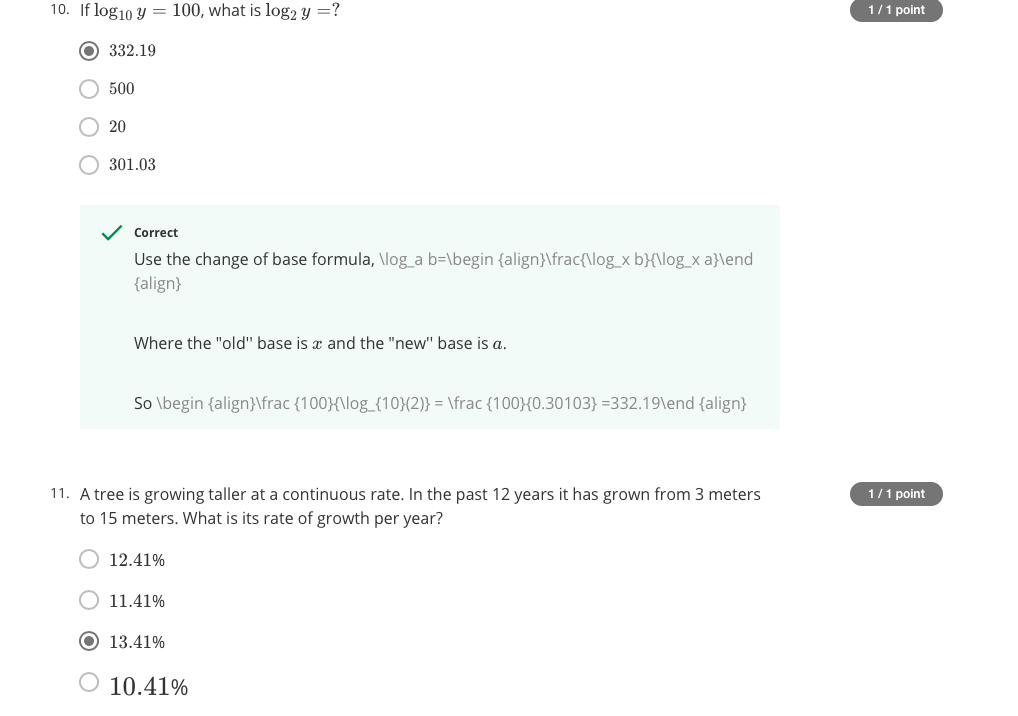 10. If log₁₀ y = 100, what is log₂ y =? 1 / 1 point
332.19
500
20
301.03
Correct
Use the change of base formula, \log_a b=\begin {align}\frac{\log_x b}{\log_x a}\end
{align}
Where the "old'' base is x and the "new'' base is a.
So \begin {align}\frac {100}{\log_{10}(2)} = \frac {100}{0.30103} =332.19\end {align}
11. A tree is growing taller at a continuous rate. In the past 12 years it has grown from 3 meters 1 / 1 point
to 15 meters. What is its rate of growth per year?
12.41%
11.41%
13.41%
10.41%